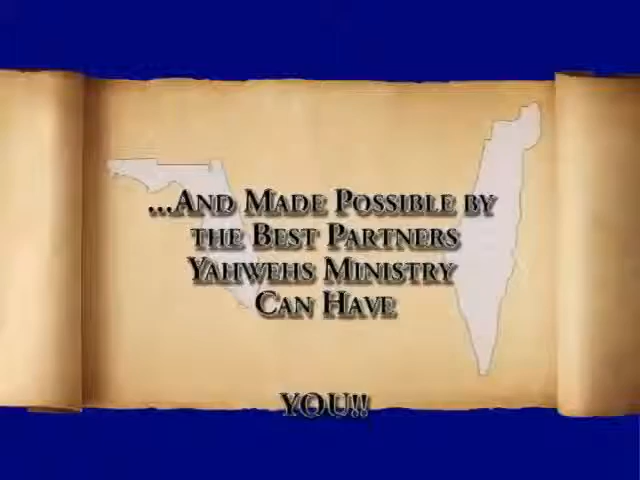 ...And Made Possible by
the Best Partners
Yahwehs Ministry
Can Have
YOU!!